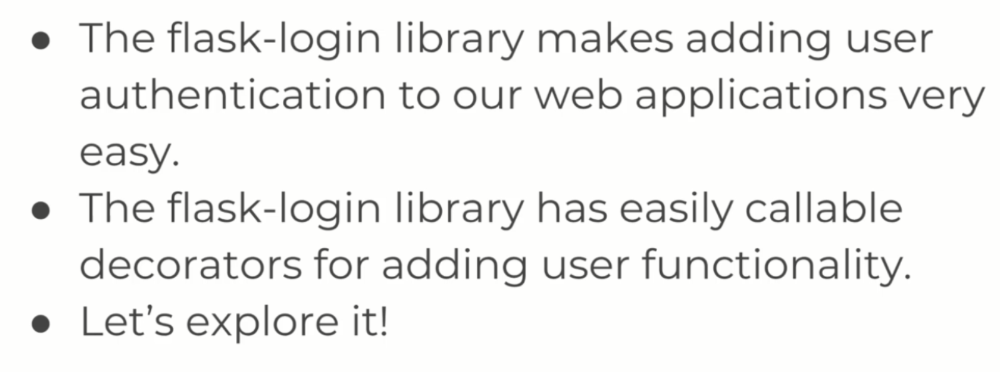 ● The flask-login library makes adding user
authentication to our web applications very
easy.
● The flask-login library has easily callable
decorators for adding user functionality.
● Let’s explore it!